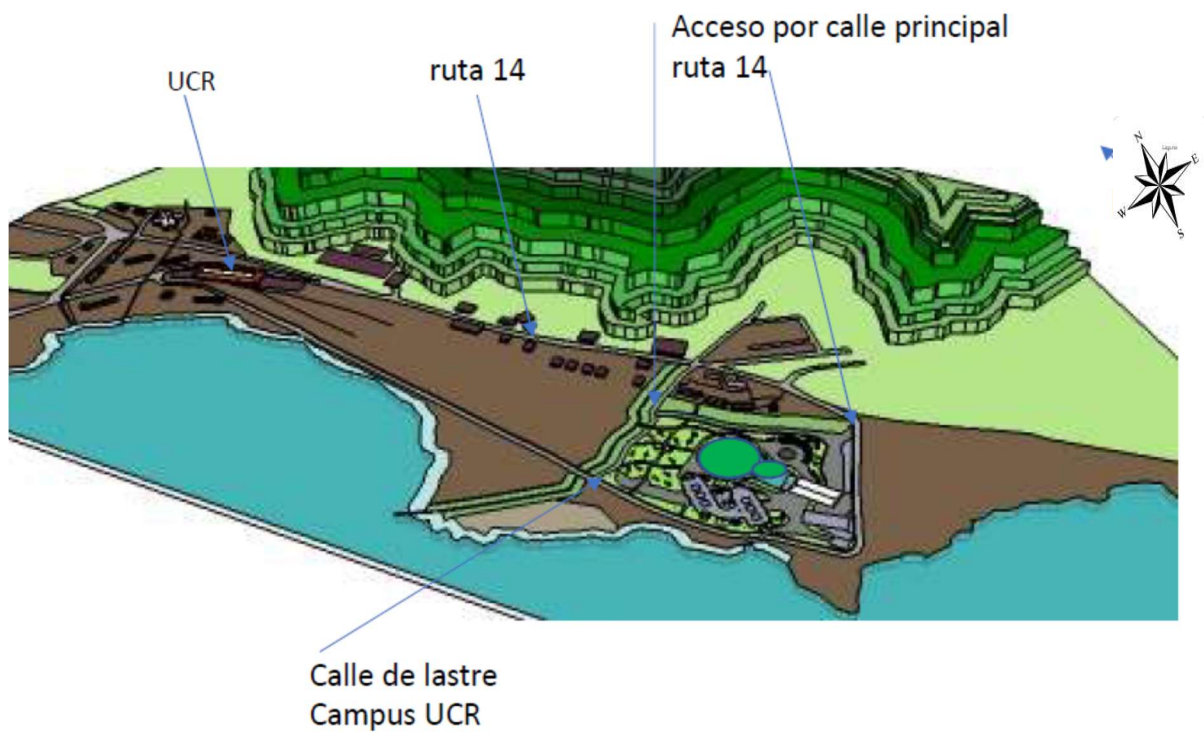 Acceso por calle principal
ruta 14
ruta 14
UCR
N
E
W
S
Calle de lastre
Campus UCR